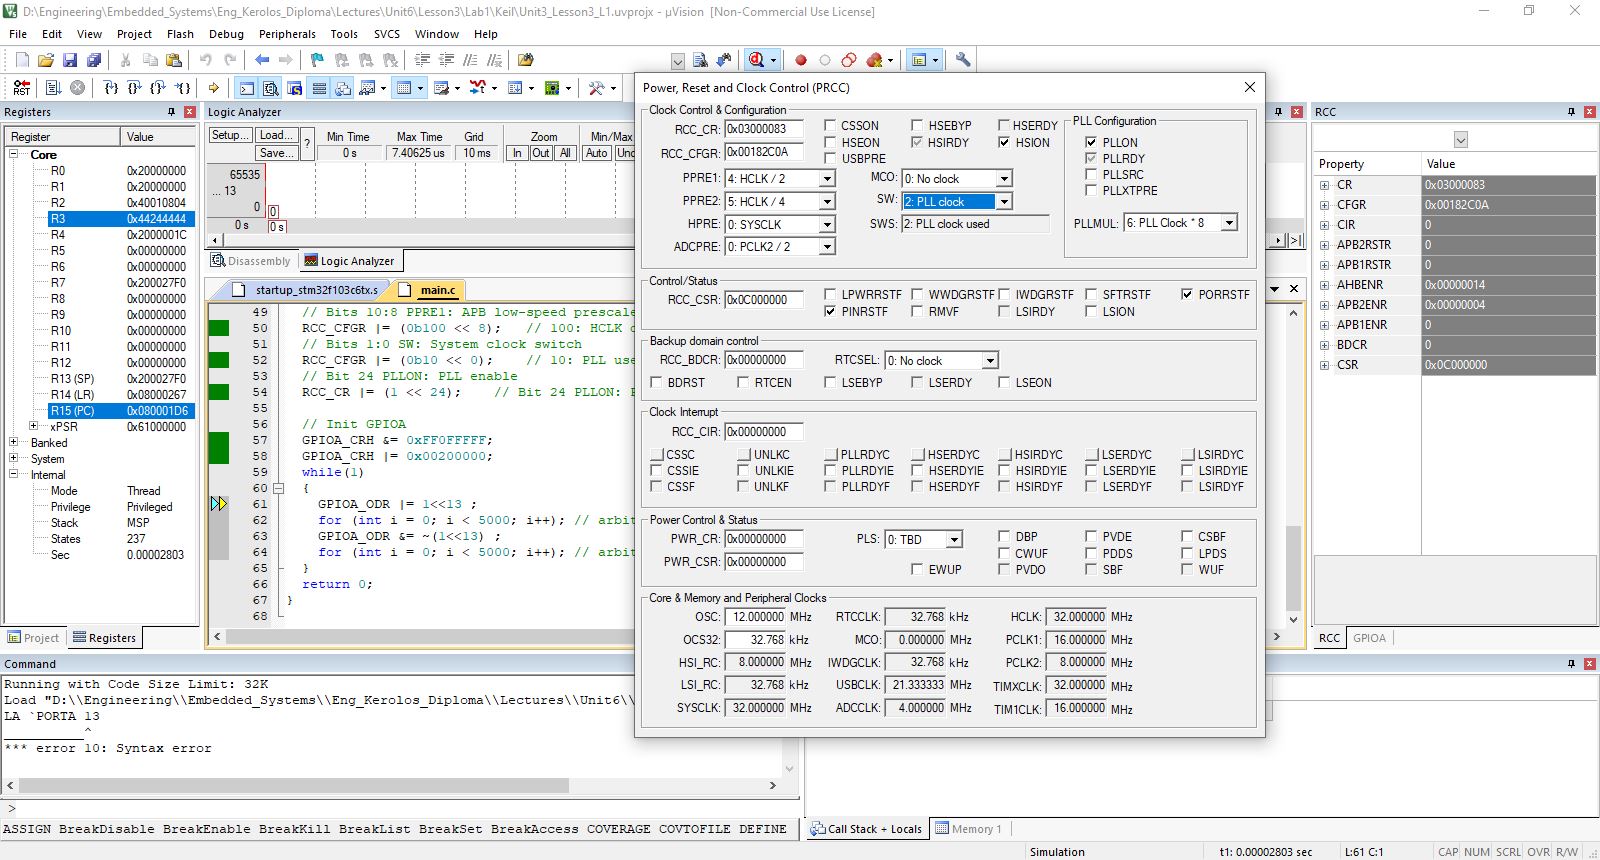 D:\Engineering\Embedded_Systems\Eng_Kerolos_Diploma\Lectures\Unit6\Lesson3\Lab1\Keil\Unit3_Lesson3_L1.uvprojx - µVision [Non-Commercial Use License]
File Edit View Project Flash Debug Peripherals Tools SVCS Window Help
RST
Registers
Register Value
Core
R0 0x20000000
R1 0x20000000
R2 0x40010804
R3 0x44244444
R4 0x2000001C
R5 0x00000000
R6 0x00000000
R7 0x200027F0
R8 0x00000000
R9 0x00000000
R10 0x00000000
R11 0x00000000
R12 0x00000000
R13 (SP) 0x200027F0
R14 (LR) 0x08000267
R15 (PC) 0x080001D6
xPSR 0x61000000
Banked
System
Internal
Mode Thread
Privilege Privileged
Stack MSP
States 237
Sec 0.00002803
Project Registers
Logic Analyzer
Setup... Load... Save... ? Min Time Max Time Grid Zoom Min/Max
0 s 7.40625 us 10 ms In Out All Auto
65535
... 13
0
0
0 s 0 s
Disassembly Logic Analyzer
startup_stm32f103c6tx.s main.c
49 // Bits 10:8 PPRE1: APB low-speed prescale
50 RCC_CFGR |= (0b100 << 8); // 100: HCLK
51 // Bits 1:0 SW: System clock switch
52 RCC_CFGR |= (0b10 << 0); // 10: PLL use
53 // Bit 24 PLLON: PLL enable
54 RCC_CR |= (1 << 24); // Bit 24 PLLON:
55
56 // Init GPIOA
57 GPIOA_CRH &= 0xFF0FFFFF;
58 GPIOA_CRH |= 0x00200000;
59 while(1)
60 {
61 GPIOA_ODR |= 1<<13 ;
62 for (int i = 0; i < 5000; i++); // arbit
63 GPIOA_ODR &= ~(1<<13) ;
64 for (int i = 0; i < 5000; i++); // arbit
65 }
66 return 0;
67 }
68
Power, Reset and Clock Control (PRCC)
Clock Control & Configuration
RCC_CR: 0x03000083 CSSON HSEBYP HSERDY
HSEON HSIRDY HSION
RCC_CFGR: 0x00182C0A USBPRE
PPRE1: 4: HCLK / 2 MCO: 0: No clock
PPRE2: 5: HCLK / 4 SW: 2: PLL clock
HPRE: 0: SYSCLK SWS: 2: PLL clock used
ADCPRE: 0: PCLK2 / 2
PLL Configuration
PLLON
PLLRDY
PLLSRC
PLLXTPRE
PLLMUL: 6: PLL Clock * 8
Control/Status
RCC_CSR: 0x0C000000 LPWRRSTF WWDGRSTF IWDGRSTF SFTRSTF PORRSTF
PINRSTF RMVF LSIRDY LSION
Backup domain control
RCC_BDCR: 0x00000000 RTCSEL: 0: No clock
BDRST RTCEN LSEBYP LSERDY LSEON
Clock Interrupt
RCC_CIR: 0x00000000
CSSC UNLKC PLLRDYC HSERDYC HSIRDYC LSERDYC LSIRDYC
CSSIE UNLKIE PLLRDYIE HSERDYIE HSIRDYIE LSERDYIE LSIRDYIE
CSSF UNLKF PLLRDYF HSERDYF HSIRDYF LSERDYF LSIRDYF
Power Control & Status
PWR_CR: 0x00000000 PLS: 0: TBD DBP PVDE CSBF
CWUF PDDS LPDS
PWR_CSR: 0x00000000 EWUP PVDO SBF WUF
Core & Memory and Peripheral Clocks
OSC: 12.000000 MHz RTCCLK: 32.768 kHz HCLK: 32.000000 MHz
OCS32: 32.768 kHz MCO: 0.000000 MHz PCLK1: 16.000000 MHz
HSI_RC: 8.000000 MHz IWDGCLK: 32.768 kHz PCLK2: 8.000000 MHz
LSI_RC: 32.768 kHz USBCLK: 21.333333 MHz TIMXCLK: 32.000000 MHz
SYSCLK: 32.000000 MHz ADCCLK: 4.000000 MHz TIM1CLK: 16.000000 MHz
RCC
Property Value
CR 0x03000083
CFGR 0x00182C0A
CIR 0
APB2RSTR 0
APB1RSTR 0
AHBENR 0x00000014
APB2ENR 0x00000004
APB1ENR 0
BDCR 0
CSR 0x0C000000
RCC GPIOA
Command
Running with Code Size Limit: 32K
Load "D:\\Engineering\\Embedded_Systems\\Eng_Kerolos_Diploma\\Lectures\\Unit6\\
LA `PORTA 13
___________^
*** error 10: Syntax error
>
ASSIGN BreakDisable BreakEnable BreakKill BreakList BreakSet BreakAccess COVERAGE COVTOFILE DEFINE
Call Stack + Locals Memory 1
Simulation t1: 0.00002803 sec L:61 C:1 CAP NUM SCRL OVR R/W